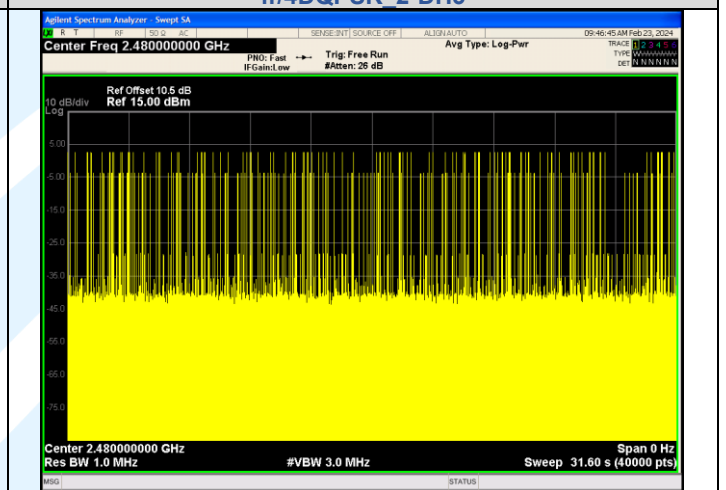 Agilent Spectrum Analyzer - Swept SA
R T RF 50 Ω AC SENSE:INT SOURCE OFF ALIGNAUTO 09:46:45 AM Feb 23, 2024
Center Freq 2.480000000 GHz Avg Type: Log-Pwr TRACE 1 2 3 4 5 6
PNO: Fast Trig: Free Run TYPE
IFGain:Low #Atten: 26 dB DET N N N N N N
Ref Offset 10.5 dB
10 dB/div Ref 15.00 dBm
Log
5.00
-5.00
-15.0
-25.0
-35.0
-45.0
-55.0
-65.0
-75.0
Center 2.480000000 GHz Span 0 Hz
Res BW 1.0 MHz #VBW 3.0 MHz Sweep 31.60 s (40000 pts)
MSG STATUS